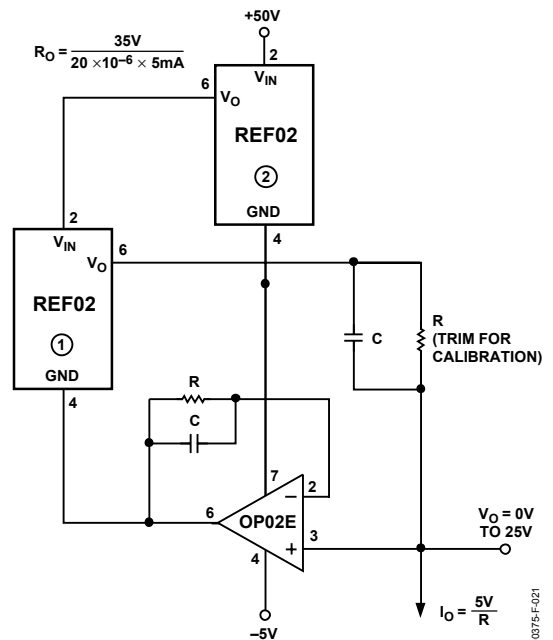 +50V
R_O = 35V / 20 ×10^–6 × 5mA
2
V_IN
6
V_O
REF02
2
GND
4
2
V_IN
6
V_O
REF02
1
GND
4
C
R
(TRIM FOR
CALIBRATION)
R
C
7
2
–
6
OP02E
+
3
4
–5V
V_O = 0V
TO 25V
I_O = 5V / R
0375-F-021